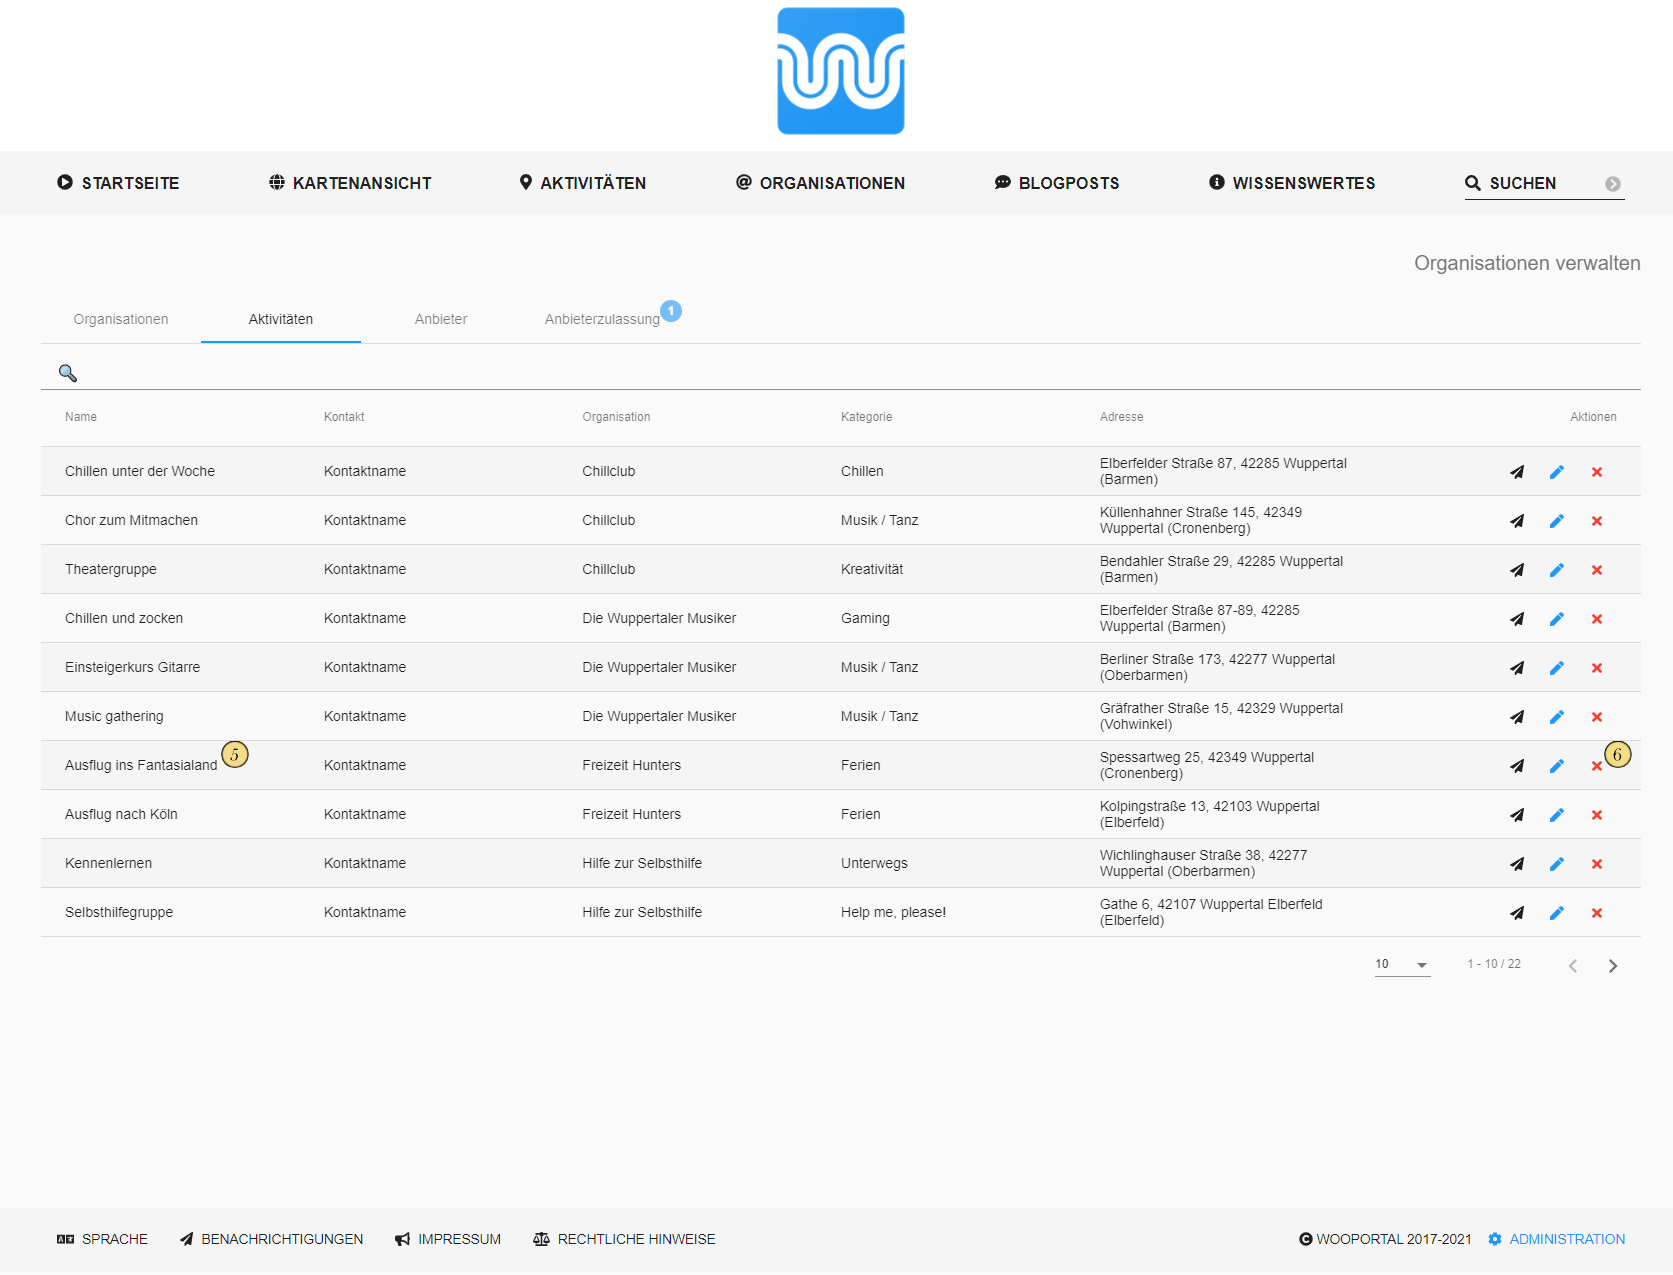 STARTSEITE KARTENANSICHT AKTIVITÄTEN ORGANISATIONEN BLOGPOSTS WISSENSWERTES SUCHEN
Organisationen verwalten
Organisationen Aktivitäten Anbieter Anbieterzulassung 1
Name Kontakt Organisation Kategorie Adresse Aktionen
Chillen unter der Woche Kontaktname Chillclub Chillen Elberfelder Straße 87, 42285 Wuppertal
(Barmen)
Chor zum Mitmachen Kontaktname Chillclub Musik / Tanz Küllenhahner Straße 145, 42349
Wuppertal (Cronenberg)
Theatergruppe Kontaktname Chillclub Kreativität Bendahler Straße 29, 42285 Wuppertal
(Barmen)
Chillen und zocken Kontaktname Die Wuppertaler Musiker Gaming Elberfelder Straße 87-89, 42285
Wuppertal (Barmen)
Einsteigerkurs Gitarre Kontaktname Die Wuppertaler Musiker Musik / Tanz Berliner Straße 173, 42277 Wuppertal
(Oberbarmen)
Music gathering Kontaktname Die Wuppertaler Musiker Musik / Tanz Gräfrather Straße 15, 42329 Wuppertal
(Vohwinkel)
Ausflug ins Fantasialand 5 Kontaktname Freizeit Hunters Ferien Spessartweg 25, 42349 Wuppertal 6
(Cronenberg)
Ausflug nach Köln Kontaktname Freizeit Hunters Ferien Kolpingstraße 13, 42103 Wuppertal
(Elberfeld)
Kennenlernen Kontaktname Hilfe zur Selbsthilfe Unterwegs Wichlinghauser Straße 38, 42277
Wuppertal (Oberbarmen)
Selbsthilfegruppe Kontaktname Hilfe zur Selbsthilfe Help me, please! Gathe 6, 42107 Wuppertal Elberfeld
(Elberfeld)
10 1 - 10 / 22
SPRACHE BENACHRICHTIGUNGEN IMPRESSUM RECHTLICHE HINWEISE WOOPORTAL 2017-2021 ADMINISTRATION